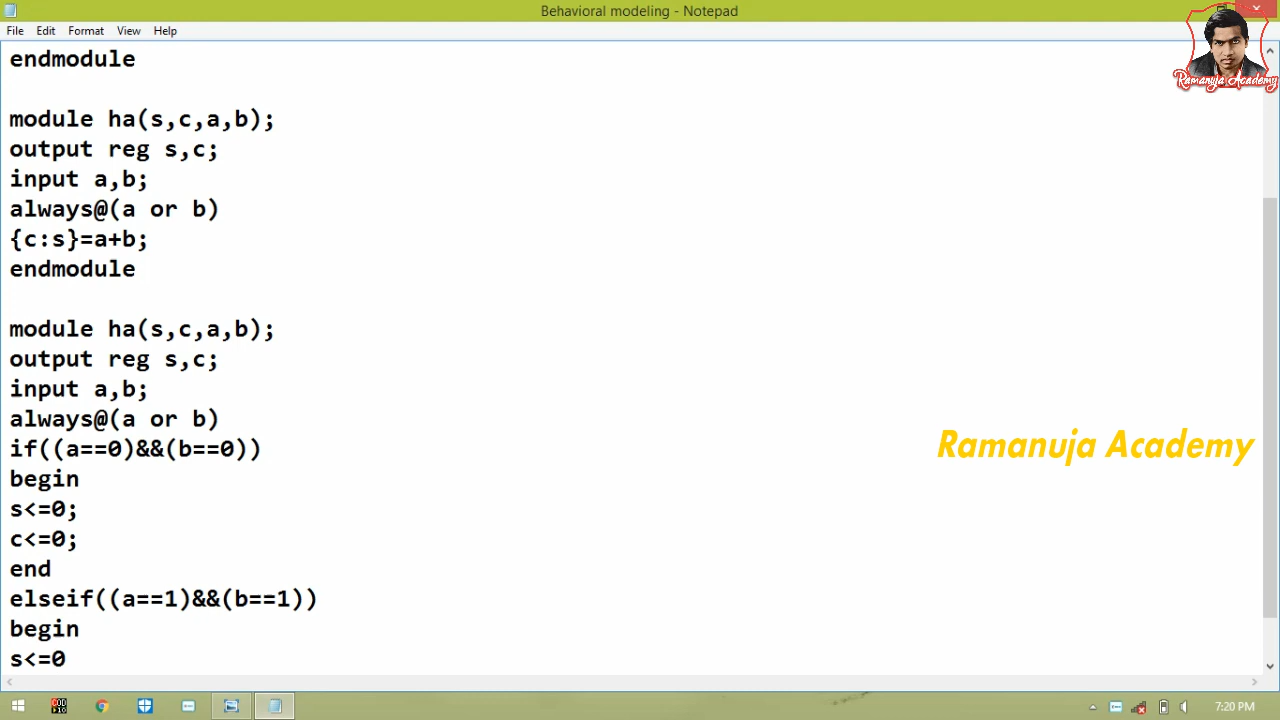 Behavioral modeling - Notepad
File Edit Format View Help
Ramanuja Academy
endmodule
module ha(s,c,a,b);
output reg s,c;
input a,b;
always@(a or b)
{c:s}=a+b;
endmodule
module ha(s,c,a,b);
output reg s,c;
input a,b;
always@(a or b)
if((a==0)&&(b==0))
begin
s<=0;
c<=0;
end
elseif((a==1)&&(b==1))
begin
s<=0
Ramanuja Academy
7:20 PM